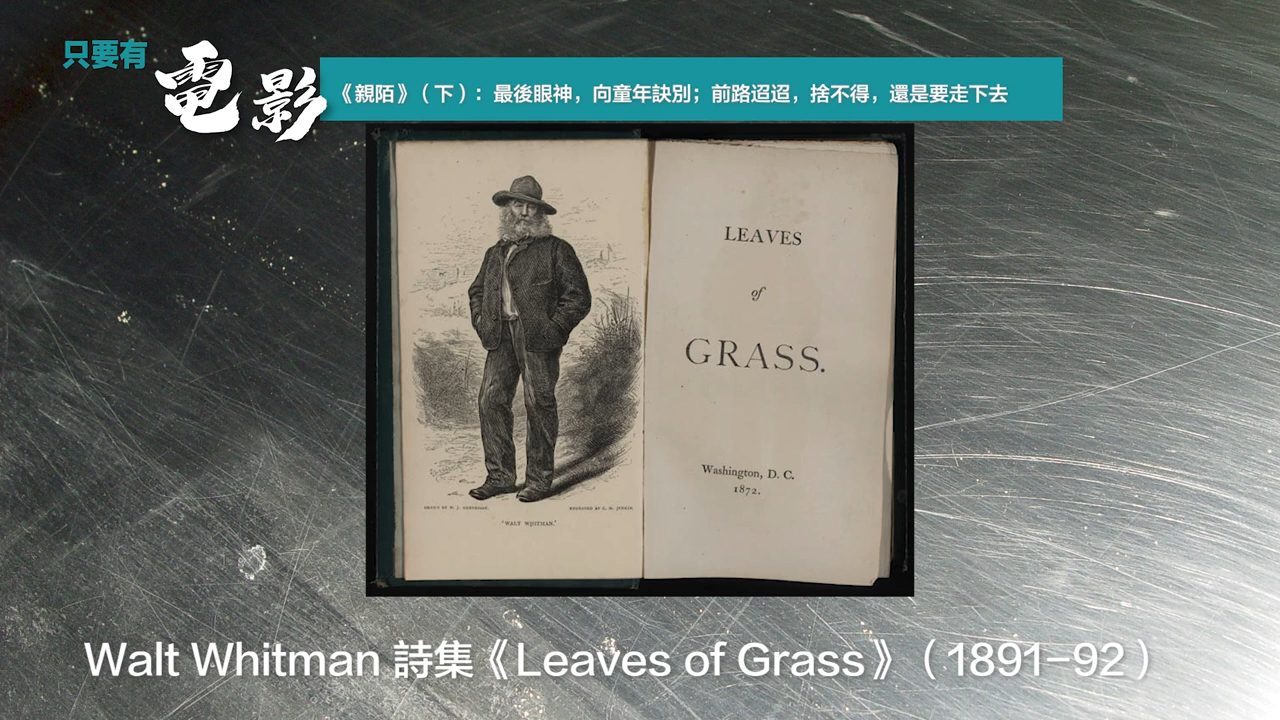 只要有
電影
《親陌》（下）：最後眼神，向童年訣別；前路迢迢，捨不得，還是要走下去
LEAVES
of
GRASS.
Washington, D. C.
1872.
'WALT WHITMAN.'
Walt Whitman 詩集《Leaves of Grass》（1891-92）